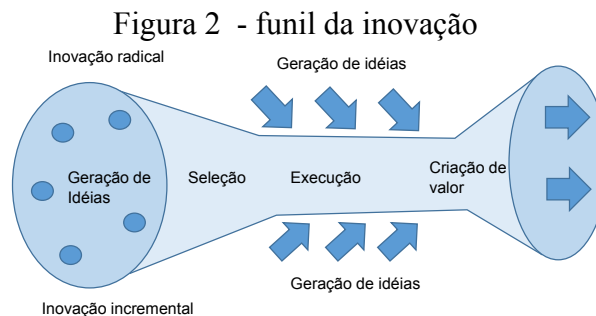 Figura 2 - funil da inovação
Inovação radical
Geração de idéias
Geração de
Idéias
Seleção
Execução
Criação de
valor
Geração de idéias
Inovação incremental